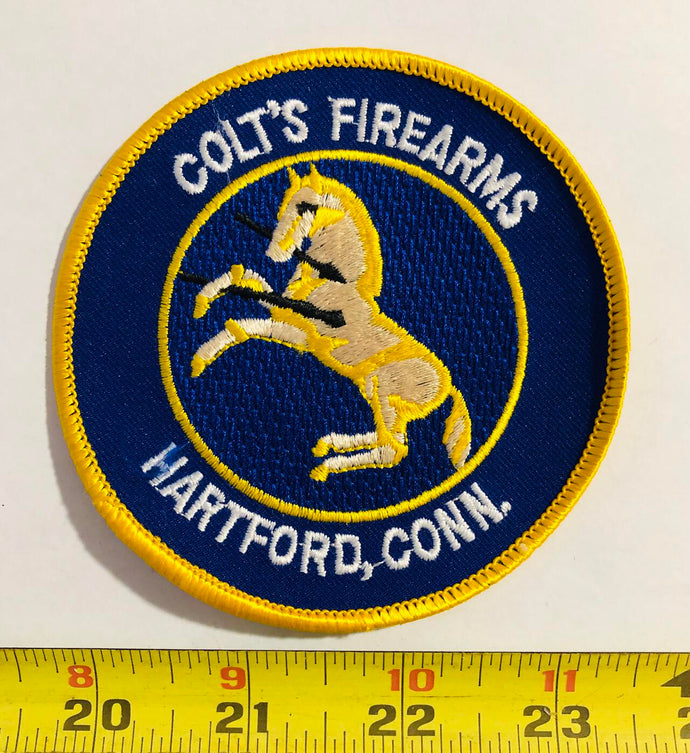 COLT'S FIREARMS
HARTFORD, CONN.
8 9 10 11
20 21 22 23